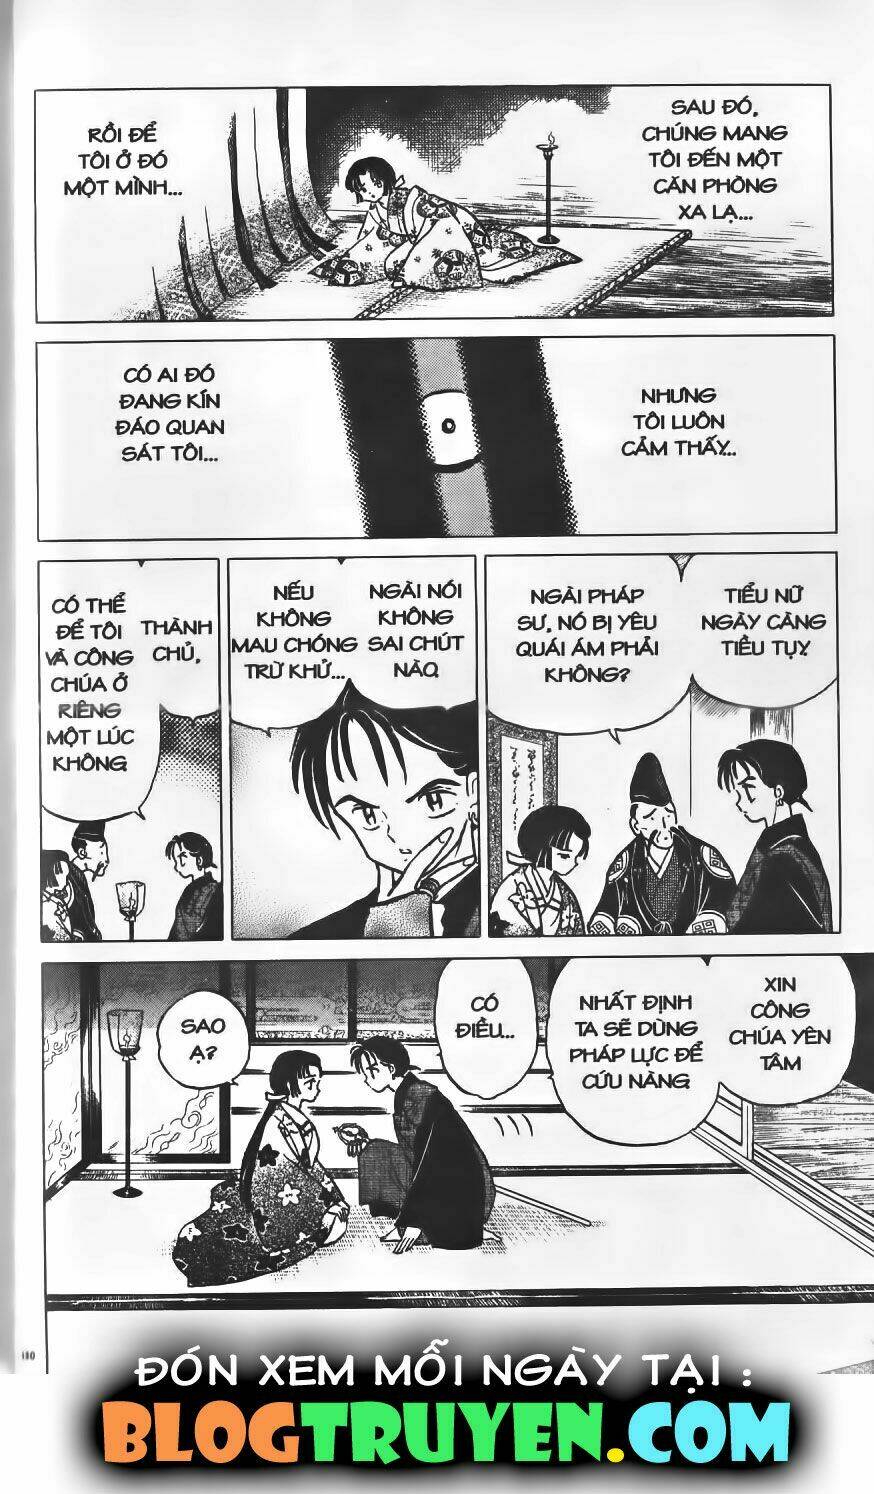 SAU ĐÓ,
CHÚNG MANG
TÔI ĐẾN MỘT
CĂN PHÒNG
XA LẠ...
RỒI ĐỂ
TÔI Ở ĐÓ
MỘT MÌNH...
NHƯNG
TÔI LUÔN
CẢM THẤY...
CÓ AI ĐÓ
ĐANG KÍN
ĐÁO QUAN
SÁT TÔI...
TIỂU NỮ
NGÀY CÀNG
TIỀU TỤY.
NGÀI PHÁP
SƯ, NÓ BỊ YÊU
QUÁI ÁM PHẢI
KHÔNG?
NGÀI NÓI
KHÔNG
SAI CHÚT
NÀO.
NẾU
KHÔNG
MAU CHÓNG
TRỪ KHỬ...
THÀNH
CHỦ,
CÓ THỂ
ĐỂ TÔI
VÀ CÔNG
CHÚA Ở
RIÊNG
MỘT LÚC
KHÔNG.
XIN
CÔNG
CHÚA YÊN
TÂM
NHẤT ĐỊNH
TA SẼ DÙNG
PHÁP LỰC ĐỂ
CỨU NÀNG.
CÓ
ĐIỀU...
SAO
Ạ?
180
ĐÓN XEM MỖI NGÀY TẠI :
BLOGTRUYEN.COM